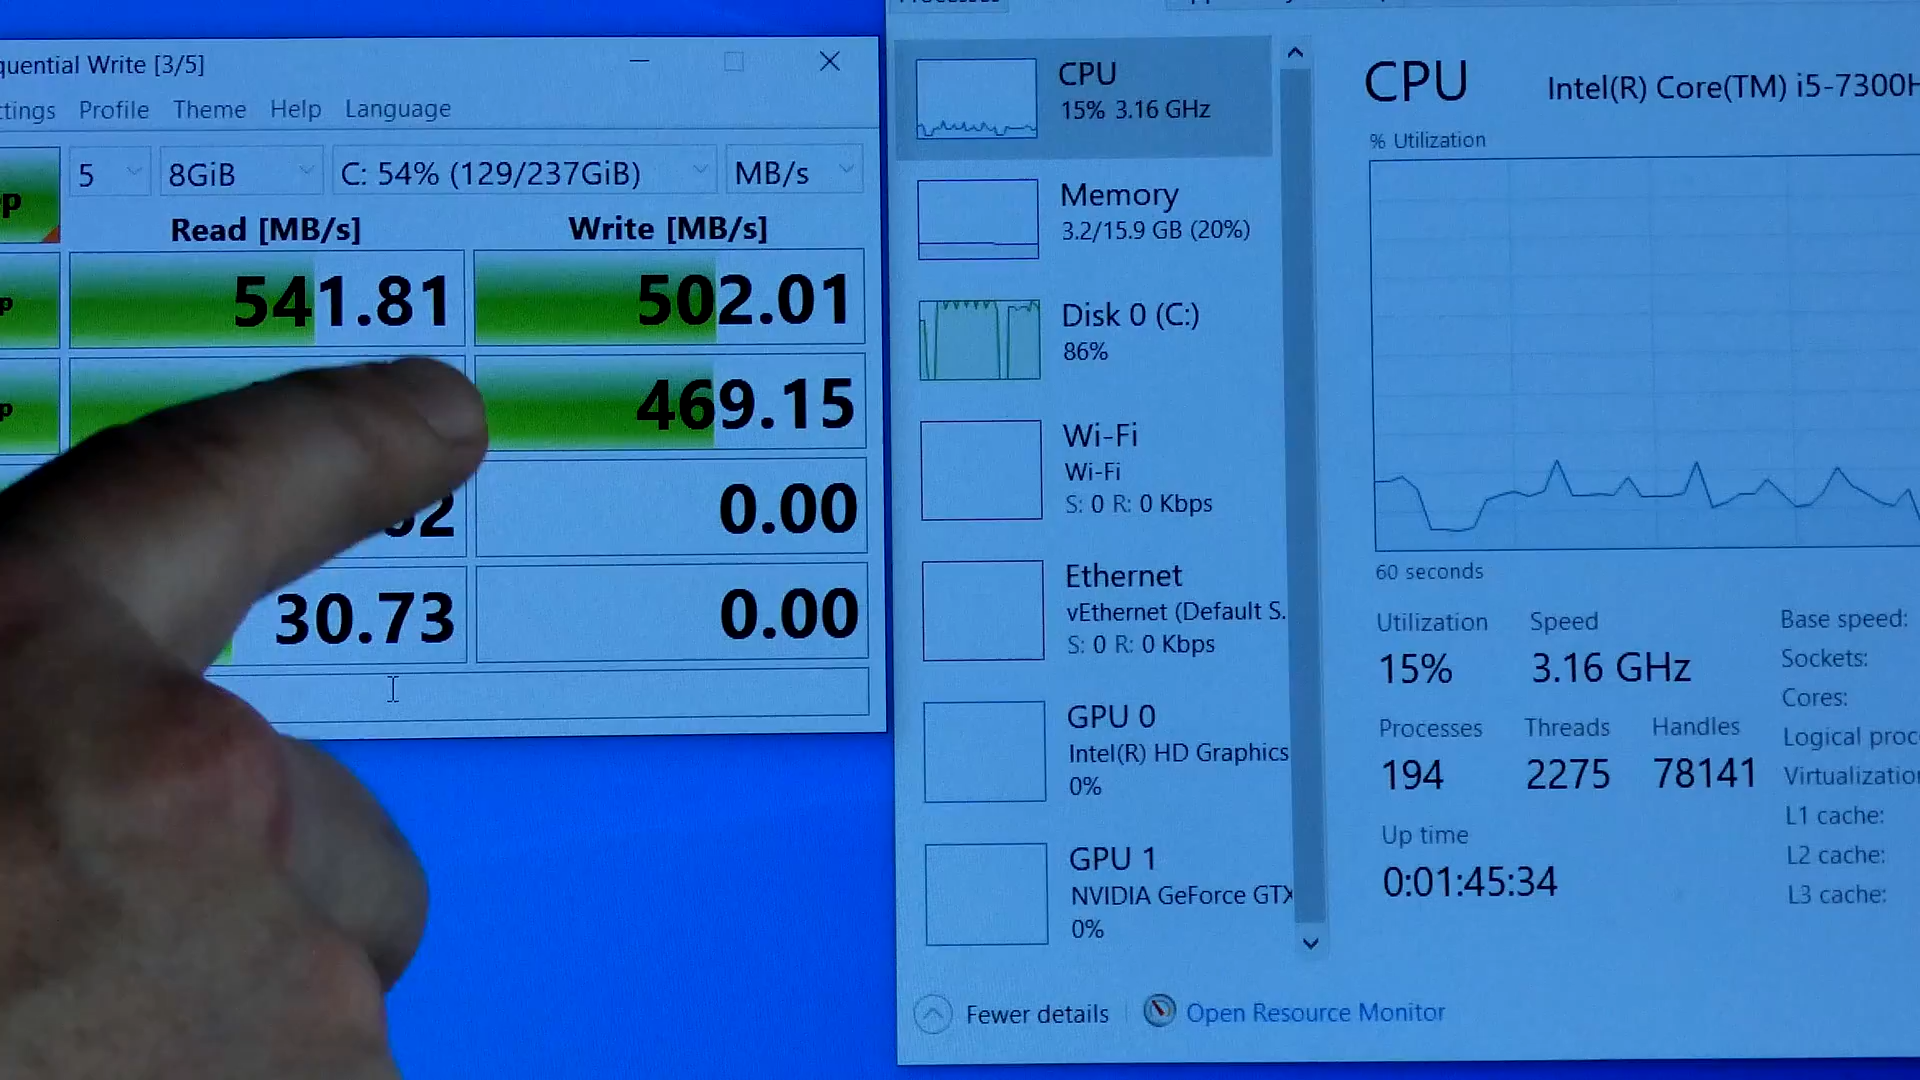 quential Write [3/5]
ttings Profile Theme Help Language
5 8GiB C: 54% (129/237GiB) MB/s
Read [MB/s] Write [MB/s]
541.81 502.01
469.15
0.00
30.73 0.00
CPU
15% 3.16 GHz
Memory
3.2/15.9 GB (20%)
Disk 0 (C:)
86%
Wi-Fi
Wi-Fi
S: 0 R: 0 Kbps
Ethernet
vEthernet (Default S.
S: 0 R: 0 Kbps
GPU 0
Intel(R) HD Graphics
0%
GPU 1
NVIDIA GeForce GTX
0%
Fewer details
Open Resource Monitor
CPU Intel(R) Core(TM) i5-7300H
% Utilization
60 seconds
Utilization Speed
15% 3.16 GHz
Processes Threads Handles
194 2275 78141
Up time
0:01:45:34
Base speed:
Sockets:
Cores:
Logical proc
Virtualization
L1 cache:
L2 cache:
L3 cache: